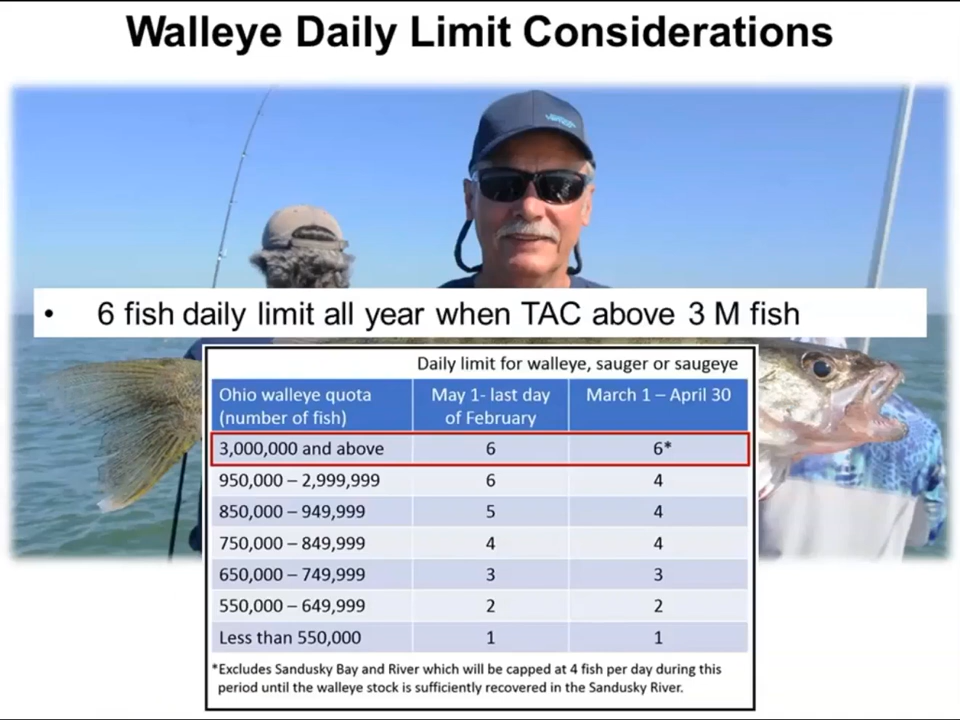 Walleye Daily Limit Considerations
• 6 fish daily limit all year when TAC above 3 M fish
Daily limit for walleye, sauger or saugeye
Ohio walleye quota (number of fish) May 1- last day of February March 1 – April 30
3,000,000 and above 6 6*
950,000 – 2,999,999 6 4
850,000 – 949,999 5 4
750,000 – 849,999 4 4
650,000 – 749,999 3 3
550,000 – 649,999 2 2
Less than 550,000 1 1
*Excludes Sandusky Bay and River which will be capped at 4 fish per day during this
period until the walleye stock is sufficiently recovered in the Sandusky River.